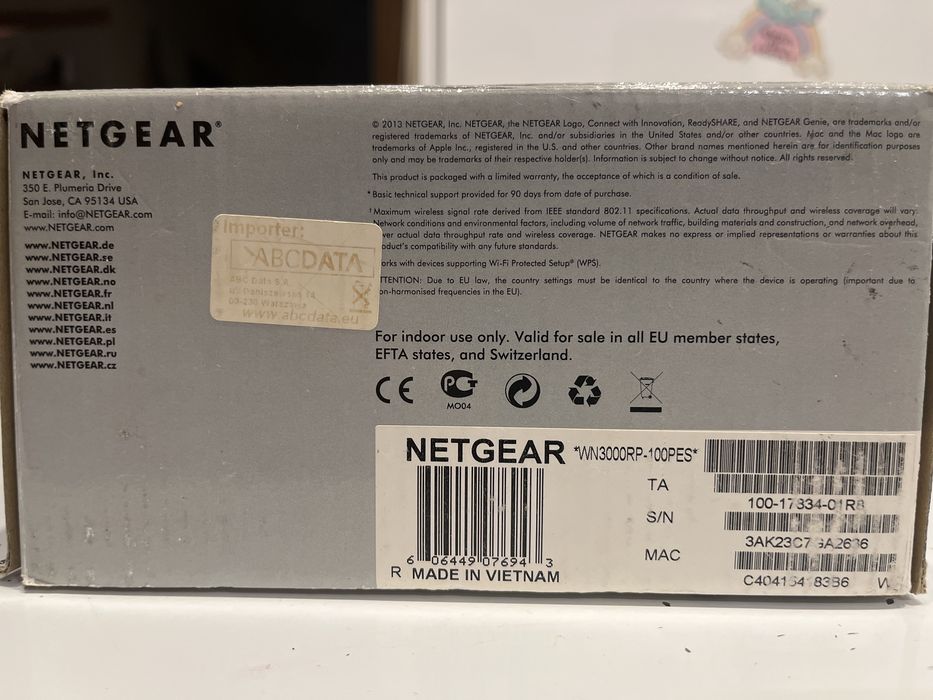 NETGEAR®
NETGEAR, Inc.
350 E. Plumeria Drive
San Jose, CA 95134 USA
E-mail: info@NETGEAR.com
www.NETGEAR.com
www.NETGEAR.de
www.NETGEAR.se
www.NETGEAR.dk
www.NETGEAR.no
www.NETGEAR.fr
www.NETGEAR.nl
www.NETGEAR.it
www.NETGEAR.es
www.NETGEAR.pl
www.NETGEAR.ru
www.NETGEAR.cz
Importer:
ABCDATA
ABC Data S.A.
www.abcdata.eu
© 2013 NETGEAR, Inc. NETGEAR, the NETGEAR Logo, Connect with Innovation, ReadySHARE, and NETGEAR Genie, are trademarks and/or
registered trademarks of NETGEAR, Inc. and/or subsidiaries in the United States and/or other countries. Mac and the Mac logo are
trademarks of Apple Inc., registered in the U.S. and other countries. Other brand names mentioned herein are for identification purposes
only and may be trademarks of their respective holder(s). Information is subject to change without notice. All rights reserved.
This product is packaged with a limited warranty, the acceptance of which is a condition of sale.
*Basic technical support provided for 90 days from date of purchase.
Maximum wireless signal rate derived from IEEE standard 802.11 specifications. Actual data throughput and wireless coverage will vary.
Network conditions and environmental factors, including volume of network traffic, building materials and construction, and network overhead,
actual data throughput rate and wireless coverage. NETGEAR makes no express or implied representations or warranties about this
compatibility with any future standards.
with devices supporting Wi-Fi Protected Setup® (WPS).
Due to EU law, the country settings must be identical to the country where the device is operating (important due to
frequencies in the EU).
For indoor use only. Valid for sale in all EU member states,
EFTA states, and Switzerland.
CE
MO04
NETGEAR *WN3000RP-100PES*
TA
S/N
MAC
6 06449 07694 3
R MADE IN VIETNAM